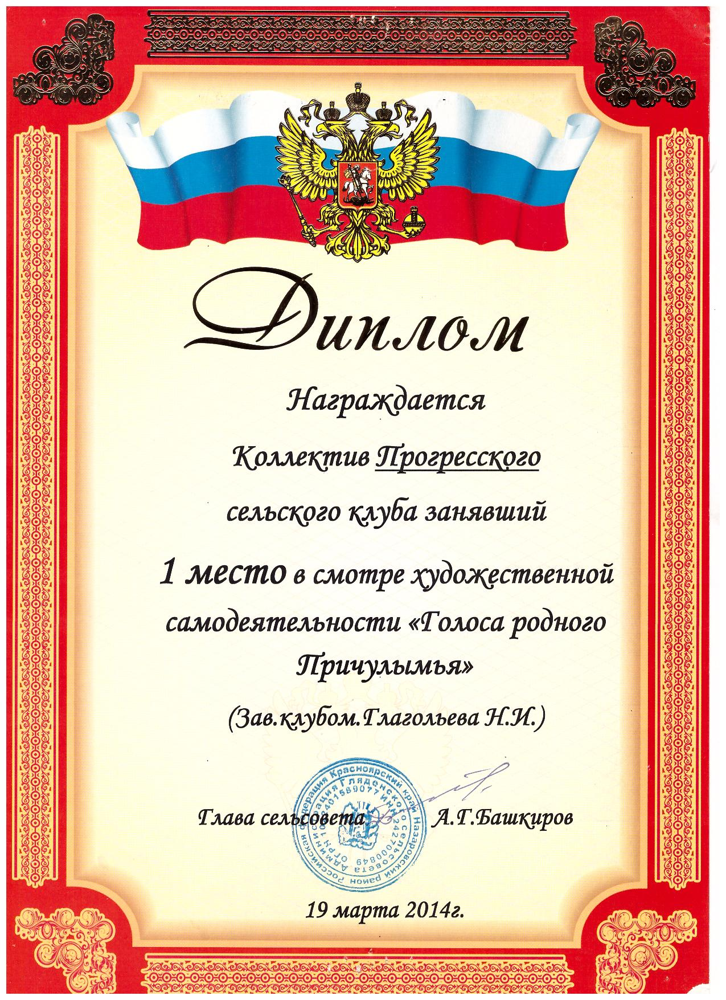 Диплом
Награждается
Коллектив Прогресского
сельского клуба занявший
1 место в смотре художественной
самодеятельности «Голоса родного
Причулымья»
(Зав.клубом.Глагольева Н.И.)
Российская Федерация Красноярский край Назаровский район
Администрация Гляденского сельсовета
ИНН 2427000849
ОГРН
Глава сельсовета А.Г.Башкиров
19 марта 2014г.